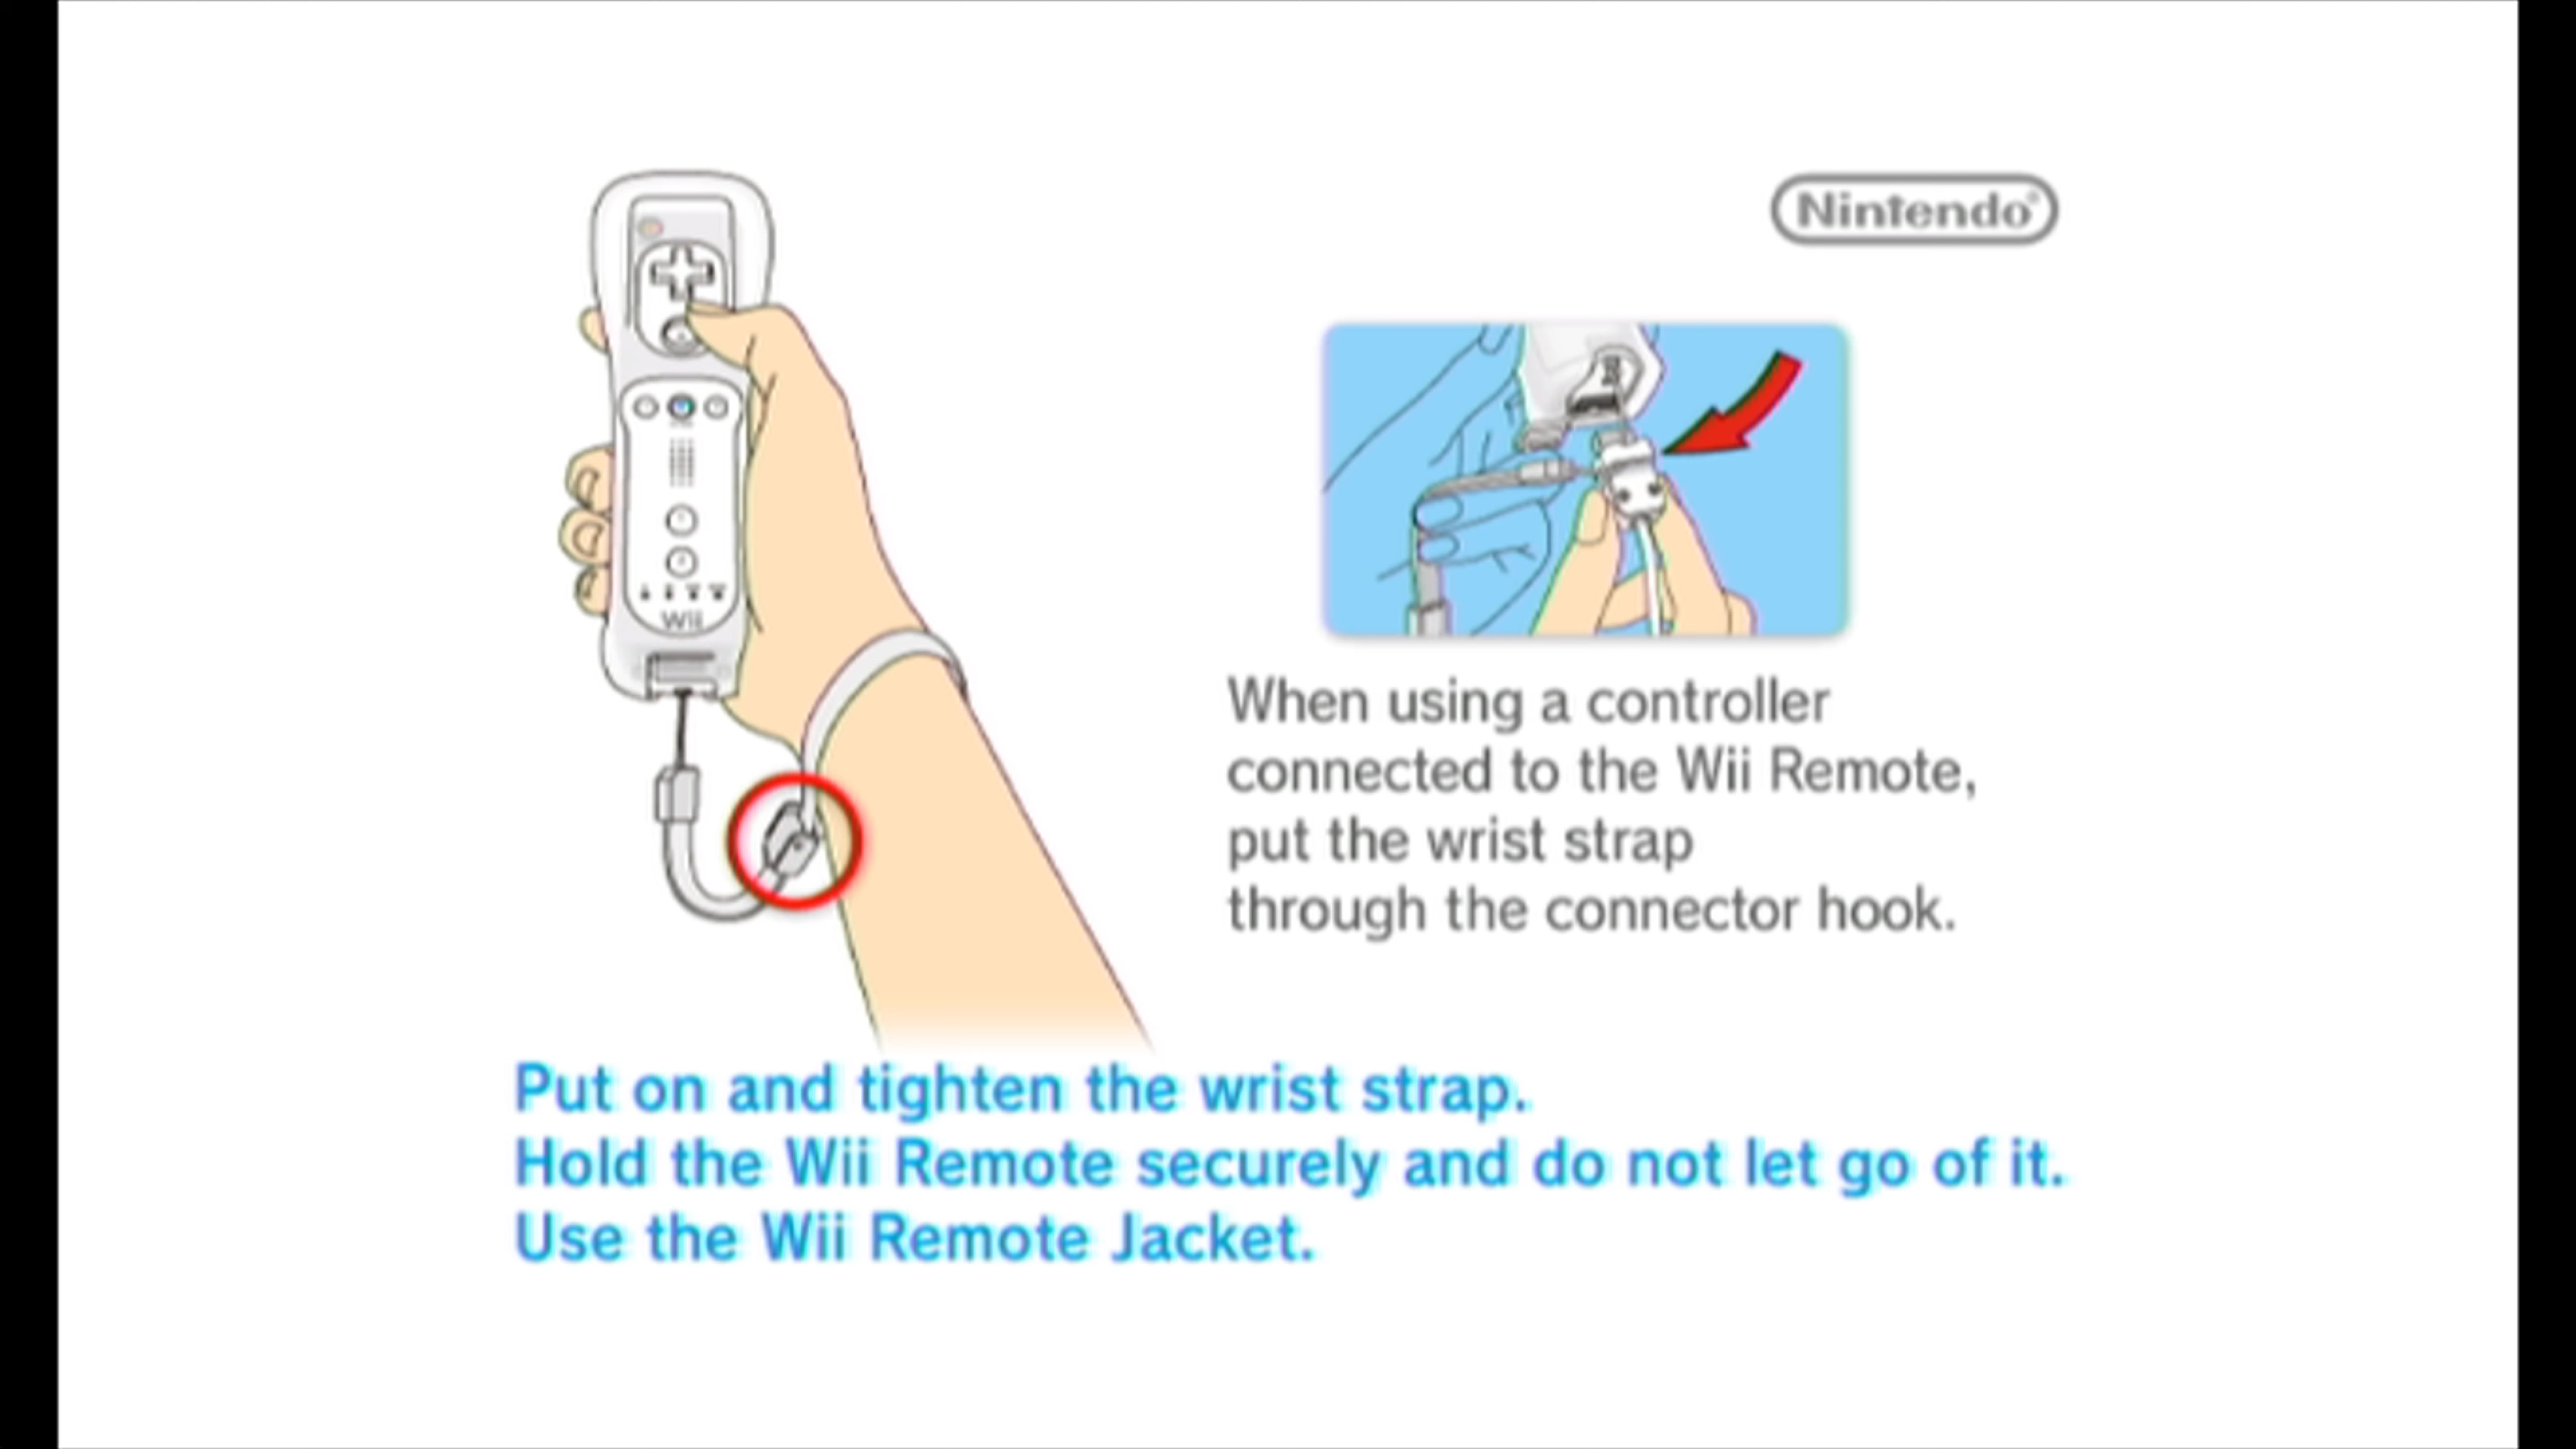 Nintendo®
Wii
When using a controller
connected to the Wii Remote,
put the wrist strap
through the connector hook.
Put on and tighten the wrist strap.
Hold the Wii Remote securely and do not let go of it.
Use the Wii Remote Jacket.